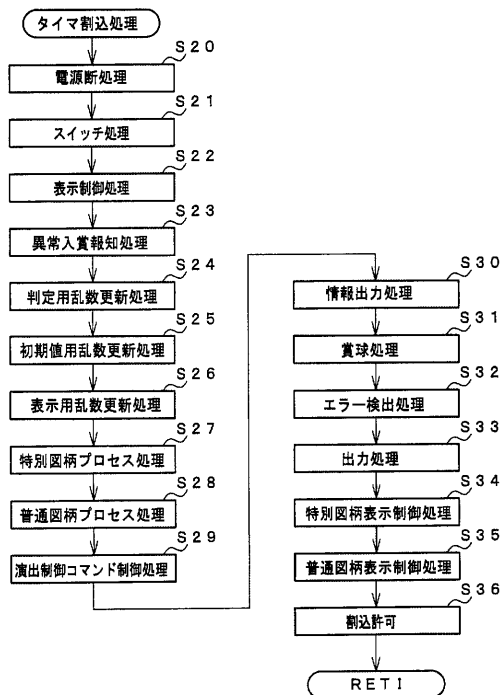 タイマ割込処理
S20
電源断処理
S21
スイッチ処理
S22
表示制御処理
S23
異常入賞報知処理
S24
判定用乱数更新処理
S25
初期値用乱数更新処理
S26
表示用乱数更新処理
S27
特別図柄プロセス処理
S28
普通図柄プロセス処理
S29
演出制御コマンド制御処理
S30
情報出力処理
S31
賞球処理
S32
エラー検出処理
S33
出力処理
S34
特別図柄表示制御処理
S35
普通図柄表示制御処理
S36
割込許可
RETI